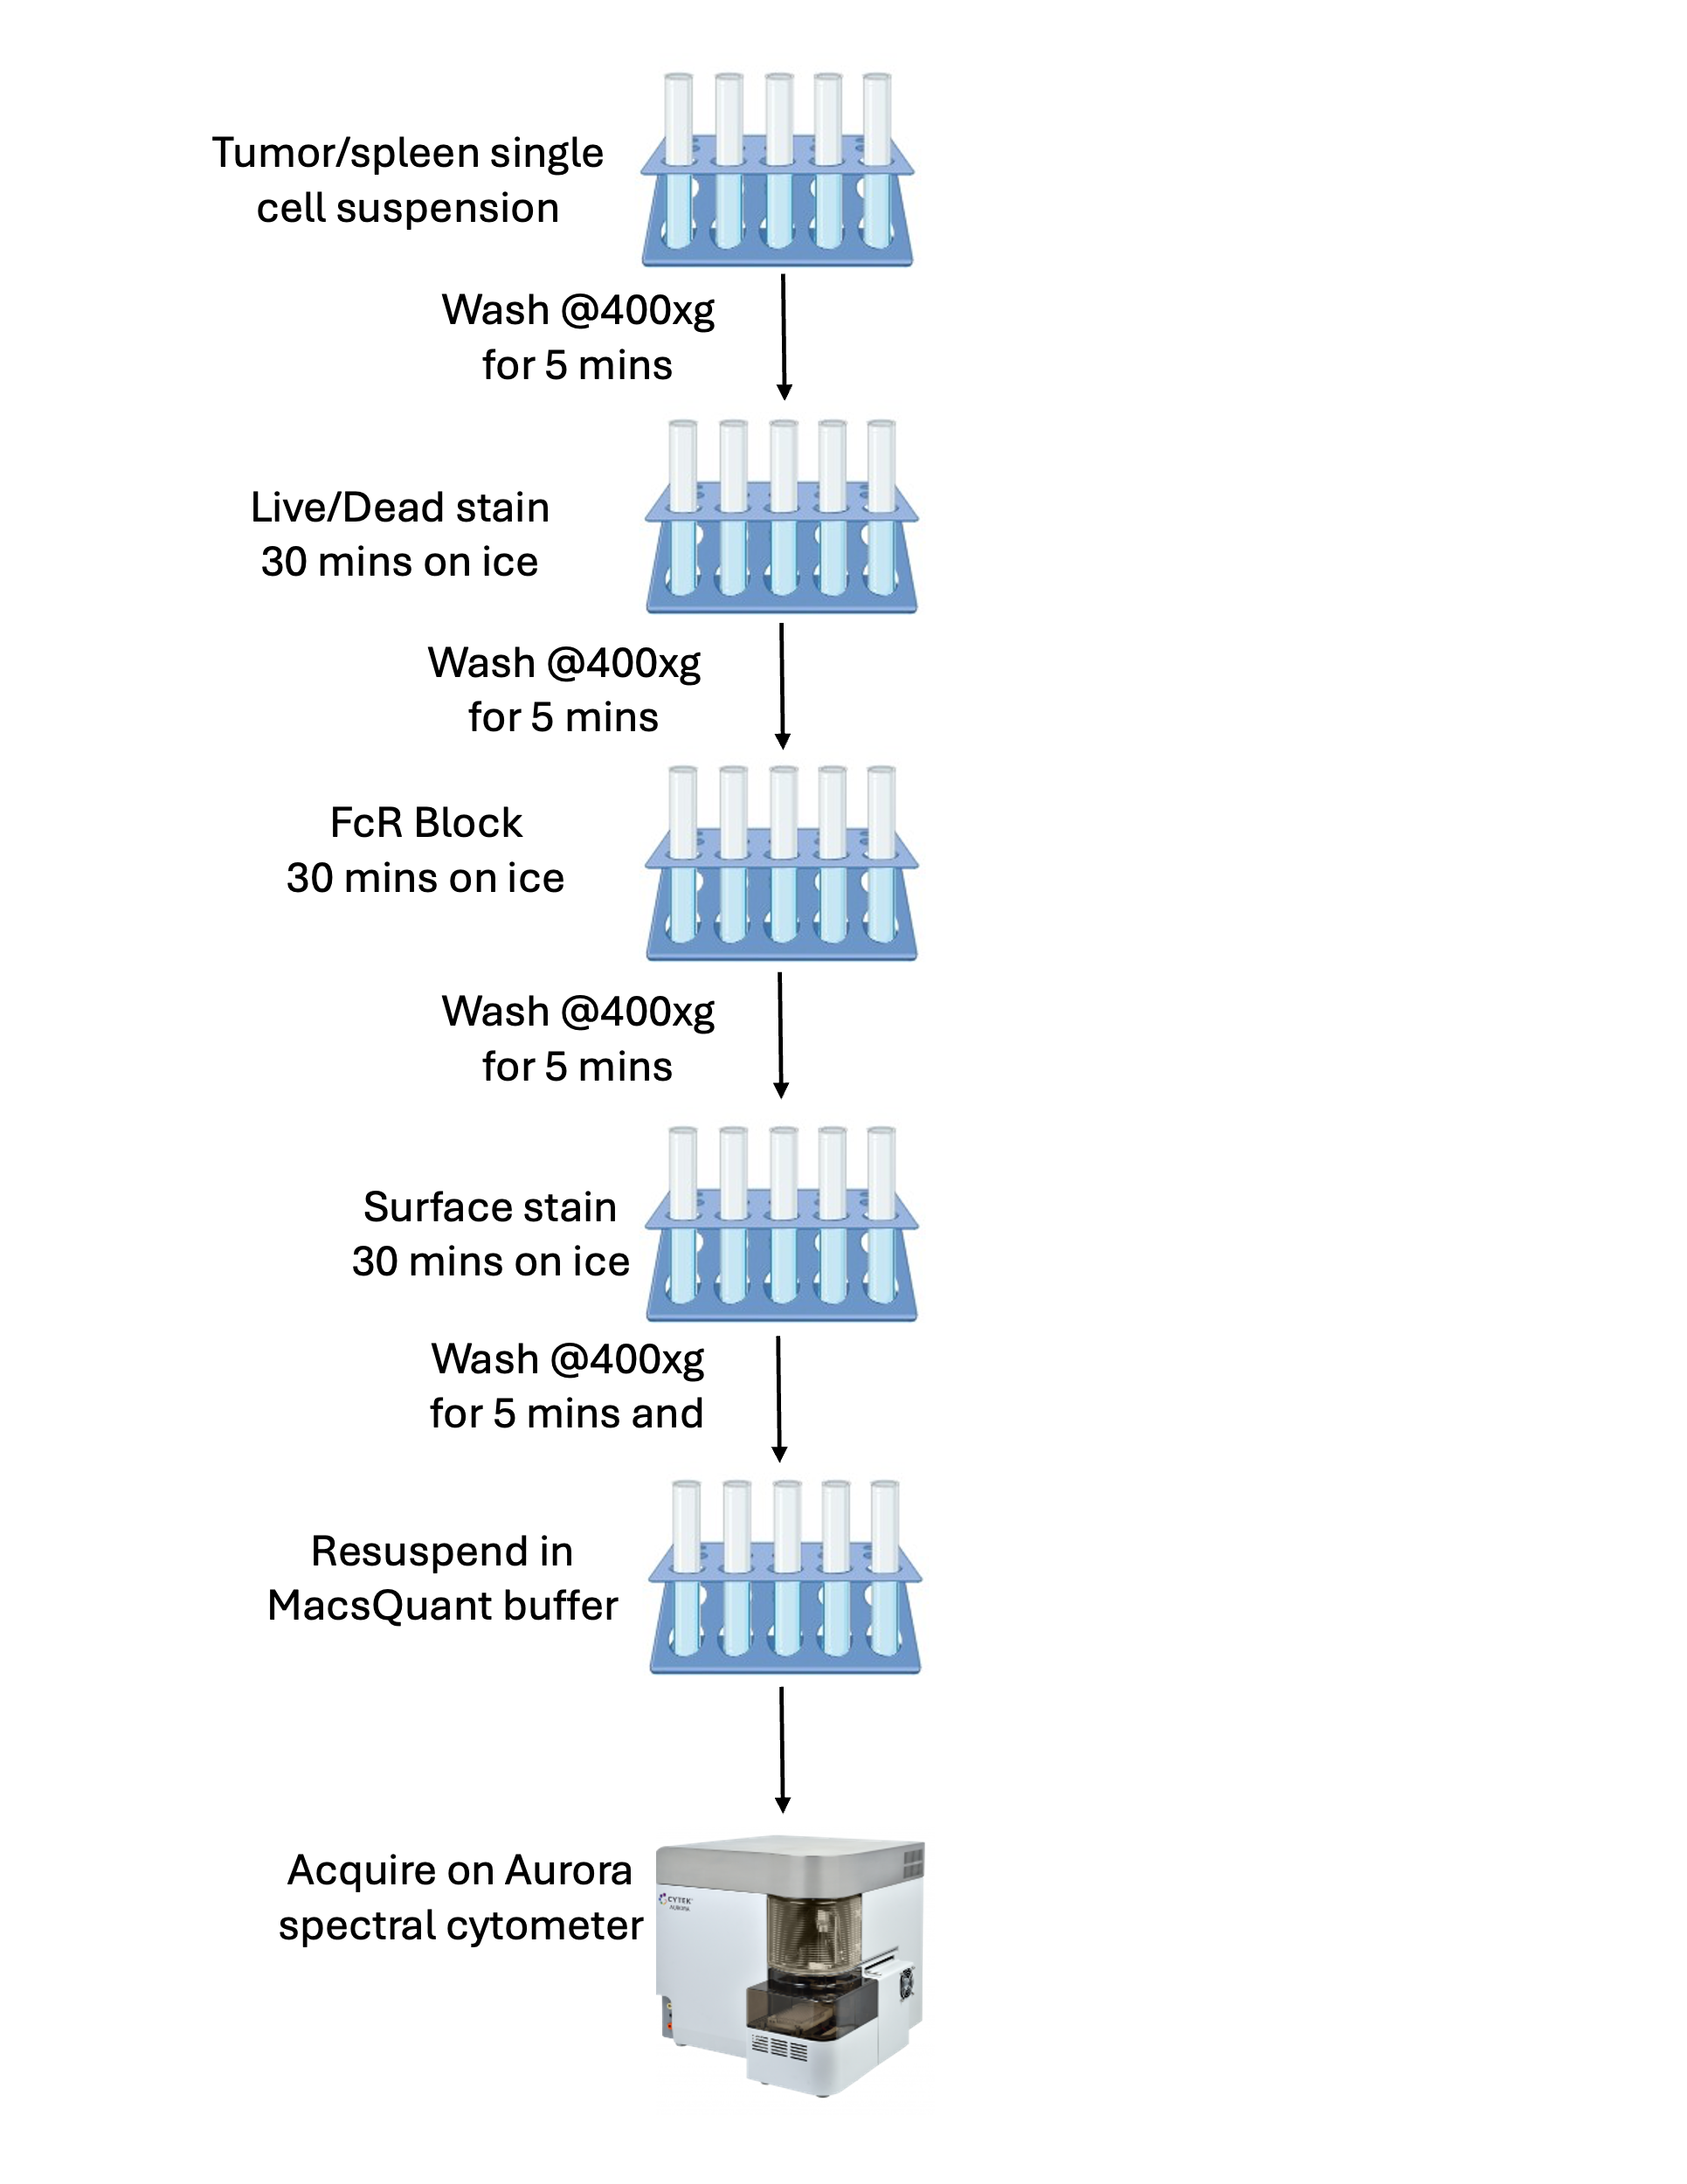 Tumor/spleen single
cell suspension
Wash @400xg
for 5 mins
Live/Dead stain
30 mins on ice
Wash @400xg
for 5 mins
FcR Block
30 mins on ice
Wash @400xg
for 5 mins
Surface stain
30 mins on ice
Wash @400xg
for 5 mins and
Resuspend in
MacsQuant buffer
Acquire on Aurora
spectral cytometer
CYTEK
AURORA